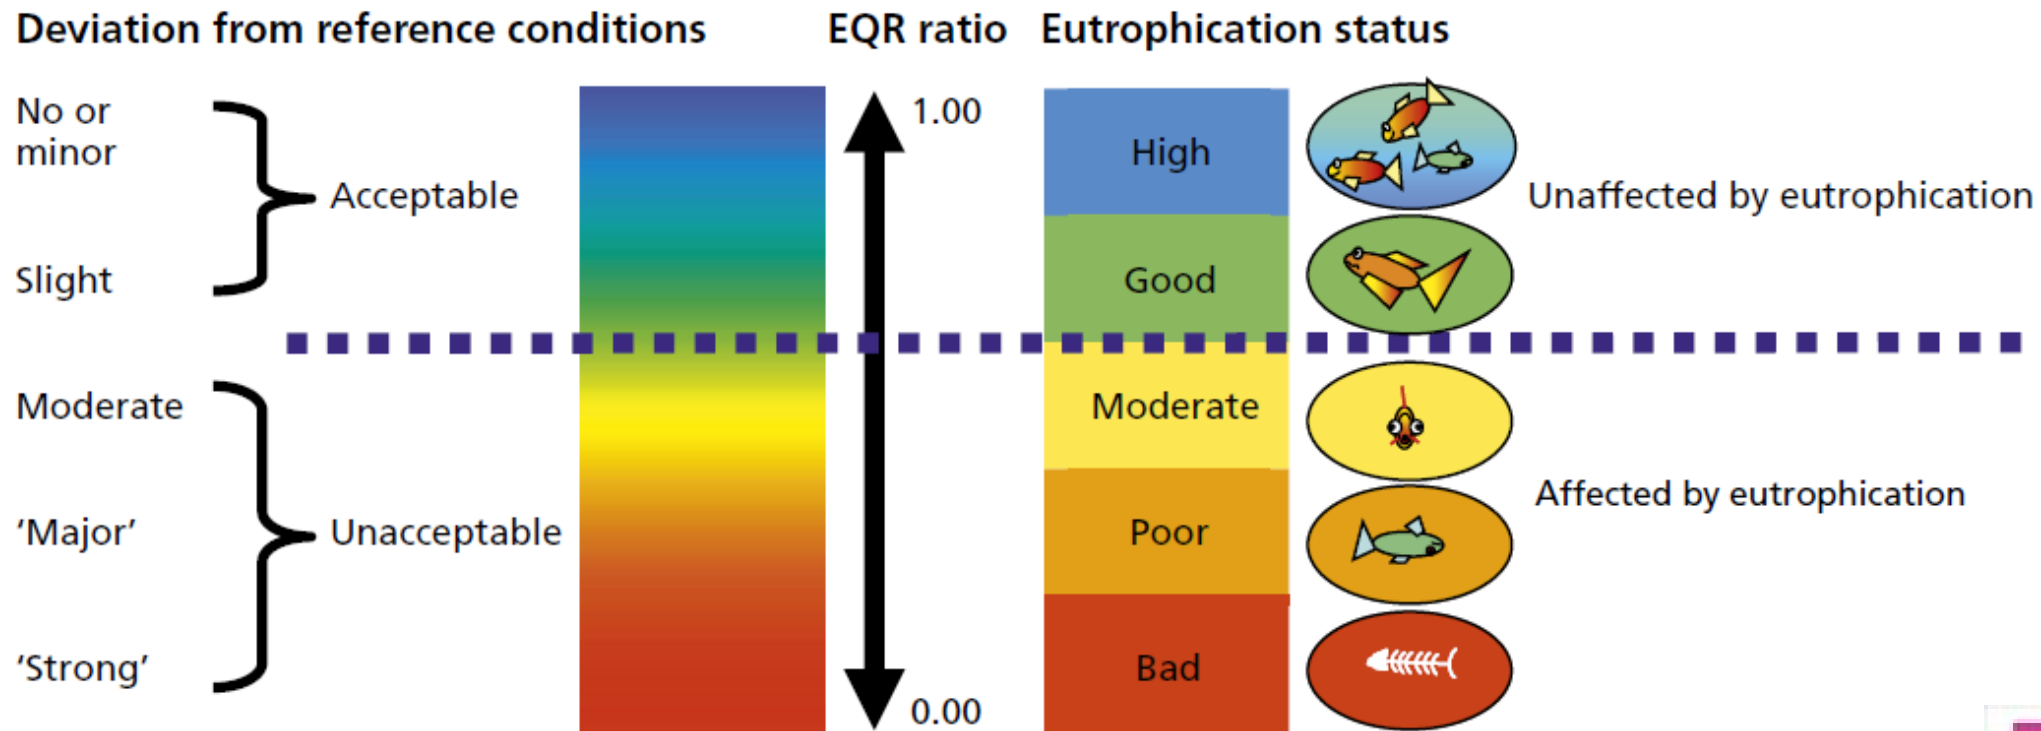 Deviation from reference conditions
EQR ratio
Eutrophication status
No or
minor
Acceptable
Slight
Moderate
‘Major’
Unacceptable
‘Strong’
1.00
0.00
High
Good
Moderate
Poor
Bad
Unaffected by eutrophication
Affected by eutrophication